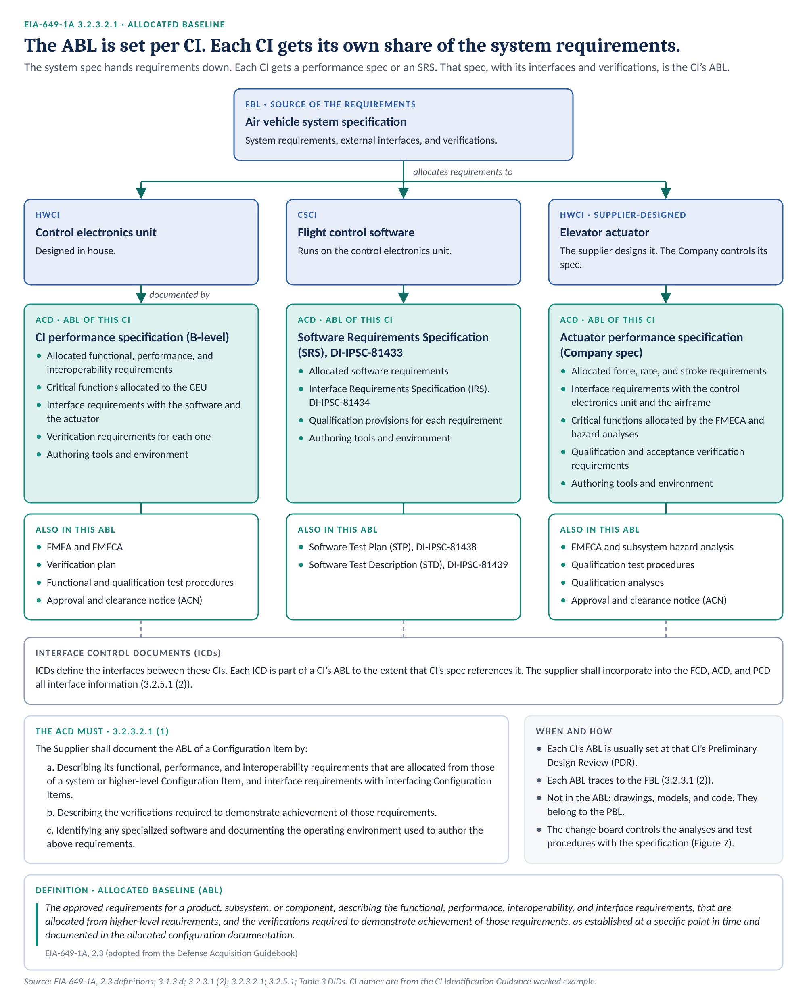 EIA-649-1A 3.2.3.2.1 · ALLOCATED BASELINE
The ABL is set per CI. Each CI gets its own share of the system requirements.
The system spec hands requirements down. Each CI gets a performance spec or an SRS. That spec, with its interfaces and verifications, is the CI’s ABL.
FBL · SOURCE OF THE REQUIREMENTS
Air vehicle system specification
System requirements, external interfaces, and verifications.
allocates requirements to
HWCI
Control electronics unit
Designed in house.
CSCI
Flight control software
Runs on the control electronics unit.
HWCI · SUPPLIER-DESIGNED
Elevator actuator
The supplier designs it. The Company controls its
spec.
documented by
ACD · ABL OF THIS CI
CI performance specification (B-level)
• Allocated functional, performance, and
interoperability requirements
• Critical functions allocated to the CEU
• Interface requirements with the software and
the actuator
• Verification requirements for each one
• Authoring tools and environment
ACD · ABL OF THIS CI
Software Requirements Specification
(SRS), DI-IPSC-81433
• Allocated software requirements
• Interface Requirements Specification (IRS),
DI-IPSC-81434
• Qualification provisions for each requirement
• Authoring tools and environment
ACD · ABL OF THIS CI
Actuator performance specification
(Company spec)
• Allocated force, rate, and stroke requirements
• Interface requirements with the control
electronics unit and the airframe
• Critical functions allocated by the FMECA and
hazard analyses
• Qualification and acceptance verification
requirements
• Authoring tools and environment
ALSO IN THIS ABL
• FMEA and FMECA
• Verification plan
• Functional and qualification test procedures
• Approval and clearance notice (ACN)
ALSO IN THIS ABL
• Software Test Plan (STP), DI-IPSC-81438
• Software Test Description (STD), DI-IPSC-81439
ALSO IN THIS ABL
• FMECA and subsystem hazard analysis
• Qualification test procedures
• Qualification analyses
• Approval and clearance notice (ACN)
INTERFACE CONTROL DOCUMENTS (ICDs)
ICDs define the interfaces between these CIs. Each ICD is part of a CI’s ABL to the extent that CI’s spec references it. The supplier shall incorporate into the FCD, ACD, and PCD
all interface information (3.2.5.1 (2)).
THE ACD MUST · 3.2.3.2.1 (1)
The Supplier shall document the ABL of a Configuration Item by:
a. Describing its functional, performance, and interoperability requirements that are allocated from those
of a system or higher-level Configuration Item, and interface requirements with interfacing Configuration
Items.
b. Describing the verifications required to demonstrate achievement of those requirements.
c. Identifying any specialized software and documenting the operating environment used to author the
above requirements.
WHEN AND HOW
• Each CI’s ABL is usually set at that CI’s Preliminary
Design Review (PDR).
• Each ABL traces to the FBL (3.2.3.1 (2)).
• Not in the ABL: drawings, models, and code. They
belong to the PBL.
• The change board controls the analyses and test
procedures with the specification (Figure 7).
DEFINITION · ALLOCATED BASELINE (ABL)
The approved requirements for a product, subsystem, or component, describing the functional, performance, interoperability, and interface requirements, that are
allocated from higher-level requirements, and the verifications required to demonstrate achievement of those requirements, as established at a specific point in time and
documented in the allocated configuration documentation.
EIA-649-1A, 2.3 (adopted from the Defense Acquisition Guidebook)
Source: EIA-649-1A, 2.3 definitions; 3.1.3 d; 3.2.3.1 (2); 3.2.3.2.1; 3.2.5.1; Table 3 DIDs. CI names are from the CI Identification Guidance worked example.